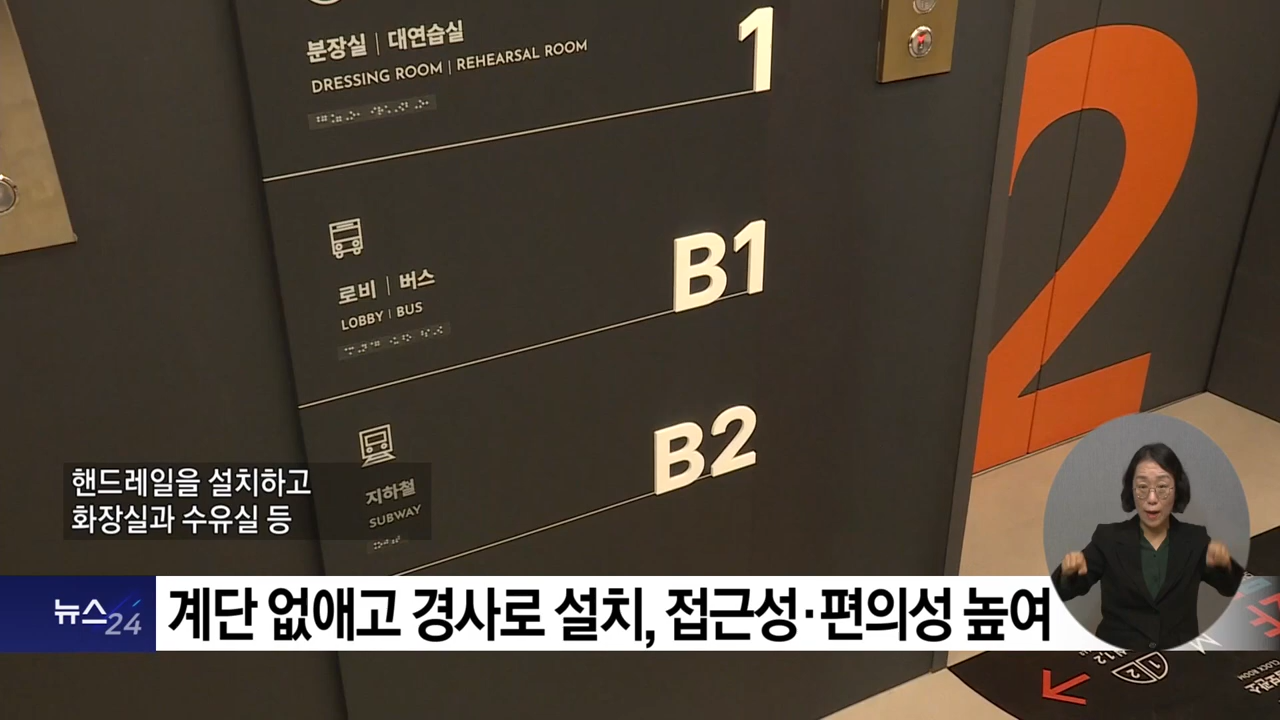 분장실 | 대연습실
DRESSING ROOM | REHEARSAL ROOM
1
로비 | 버스
LOBBY | BUS
B1
지하철
SUBWAY
B2
2
핸드레일을 설치하고
화장실과 수유실 등
뉴스24
계단 없애고 경사로 설치, 접근성·편의성 높여